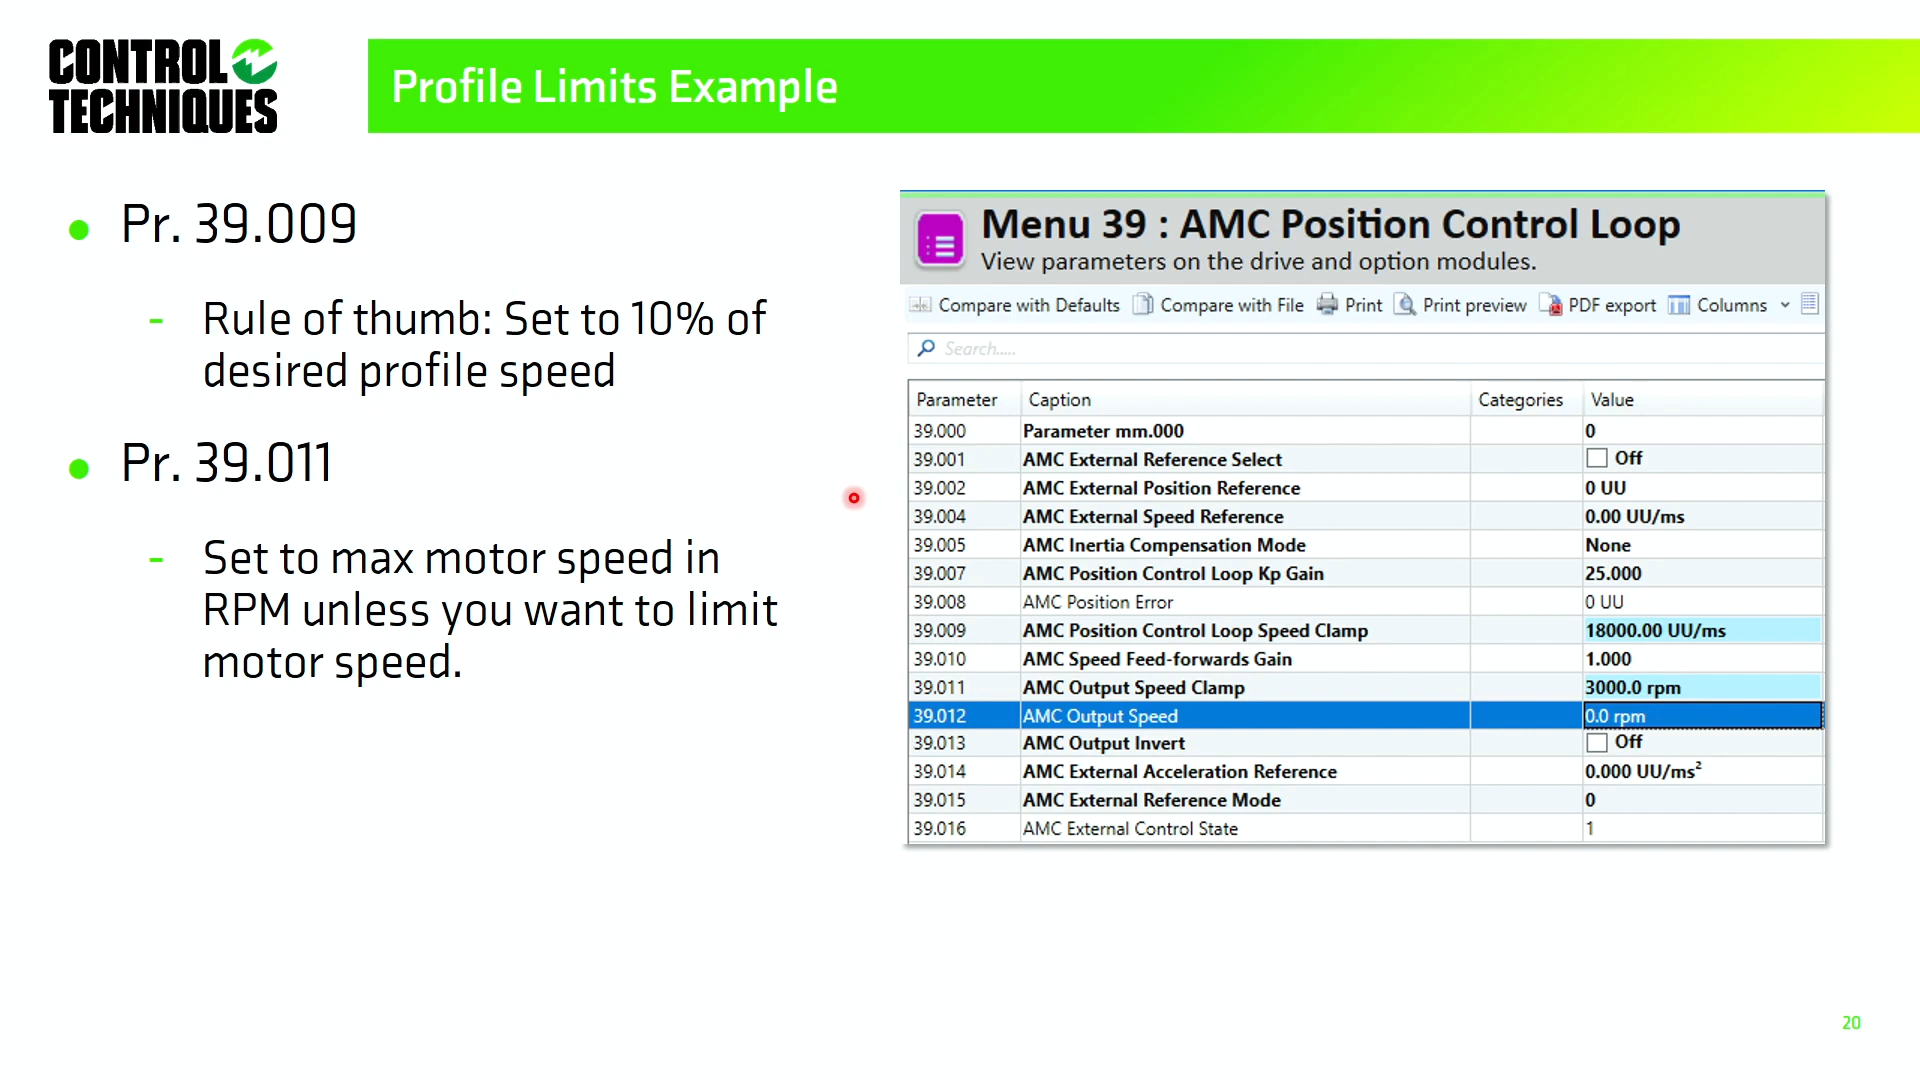 CONTROL
TECHNIQUES
Profile Limits Example
Pr. 39.009
- Rule of thumb: Set to 10% of
desired profile speed
Pr. 39.011
- Set to max motor speed in
RPM unless you want to limit
motor speed.
Menu 39 : AMC Position Control Loop
View parameters on the drive and option modules.
Compare with Defaults Compare with File Print Print preview PDF export Columns
Search.....
Parameter Caption Categories Value
39.000 Parameter mm.000 0
39.001 AMC External Reference Select Off
39.002 AMC External Position Reference 0 UU
39.004 AMC External Speed Reference 0.00 UU/ms
39.005 AMC Inertia Compensation Mode None
39.007 AMC Position Control Loop Kp Gain 25.000
39.008 AMC Position Error 0 UU
39.009 AMC Position Control Loop Speed Clamp 18000.00 UU/ms
39.010 AMC Speed Feed-forwards Gain 1.000
39.011 AMC Output Speed Clamp 3000.0 rpm
39.012 AMC Output Speed 0.0 rpm
39.013 AMC Output Invert Off
39.014 AMC External Acceleration Reference 0.000 UU/ms²
39.015 AMC External Reference Mode 0
39.016 AMC External Control State 1
20